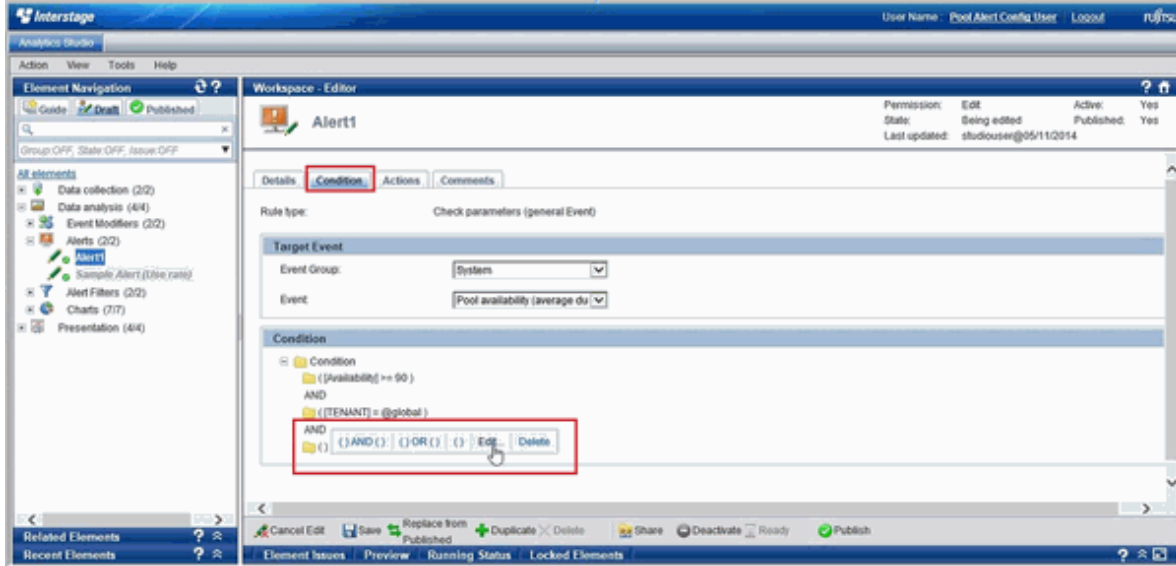 Interstage
User Name : Pool Alert Config User Logout
FUJITSU
Analytics Studio
Action View Tools Help
Element Navigation
Guide Draft Published
Group:OFF, State:OFF, Issue:OFF
All elements
Data collection (2/2)
Data analysis (4/4)
Event Modifiers (2/2)
Alerts (2/2)
Alert1
Sample Alert (Use rate)
Alert Filters (2/2)
Charts (7/7)
Presentation (4/4)
Related Elements
Recent Elements
Workspace - Editor
Alert1
Permission: Edit Active: Yes
State: Being edited Published: Yes
Last updated: studiouser@05/11/2014
Details Condition Actions Comments
Rule type: Check parameters (general Event)
Target Event
Event Group: System
Event: Pool availability (average du
Condition
Condition
( [Availability] >= 90 )
AND
( [TENANT] = @global )
AND
() () AND () () OR () () Edit... Delete
Cancel Edit Save Replace from Published Duplicate Delete Share Deactivate Ready Publish
Element Issues Preview Running Status Locked Elements